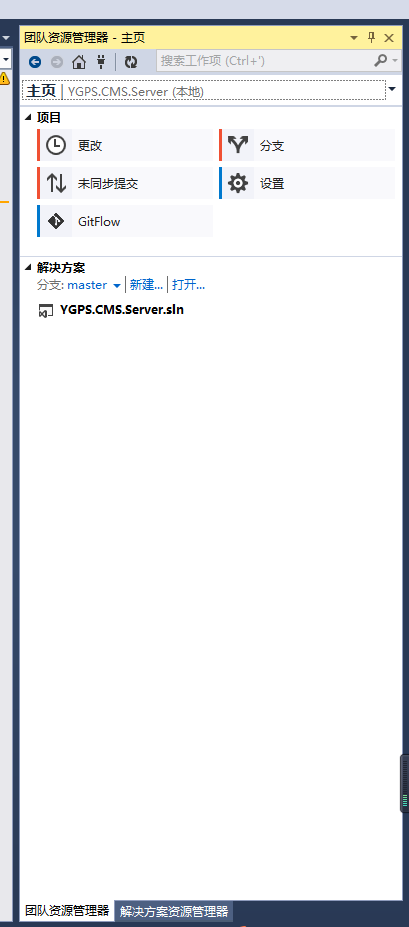 团队资源管理器 - 主页
搜索工作项 (Ctrl+')
主页 | YGPS.CMS.Server (本地)
项目
更改
分支
未同步提交
设置
GitFlow
解决方案
分支: master | 新建... | 打开...
YGPS.CMS.Server.sln
团队资源管理器 解决方案资源管理器